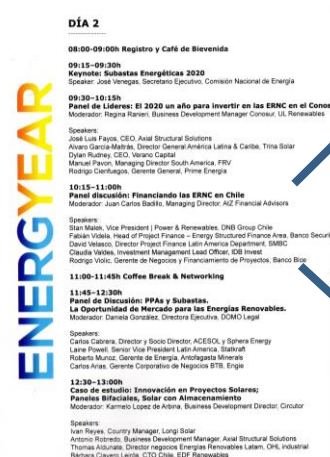 ENERGYEAR
DÍA 2
08:00-09:00h Registro y Café de Bievenida
09:15-09:30h
Keynote: Subastas Energéticas 2020
Speaker: José Venegas, Secretario Ejecutivo, Comisión Nacional de Energía
09:30-10:15h
Panel de Líderes: El 2020 un año para invertir en las ERNC en el Conos
Moderador: Regina Ranieri, Business Development Manager Conosur, UL Renewables
Speakers:
José Luis Fayos, CEO, Axial Structural Solutions
Alvaro García-Maltrás, Director General América Latina & Caribe, Trina Solar
Dylan Rudney, CEO, Verano Capital
Manuel Pavon, Managing Director South America, FRV
Rodrigo Cienfuegos, Gerente General, Prime Energía
10:15-11:00h
Panel discusión: Financiando las ERNC en Chile
Moderador: Juan Carlos Badillo, Managing Director, AtZ Financial Advisors
Speakers:
Stan Malek, Vice President | Power & Renewables, DNB Group Chile
Fabián Videla, Head of Project Finance – Energy Structured Finance Area, Banco Securi
David Velasco, Director Project Finance Latin America Department, SMBC
Claudia Valdes, Investment Management Lead Officer, IDB Invest
Rodrigo Violic, Gerente de Negocios y Financiamiento de Proyectos, Banco Bice
11:00-11:45h Coffee Break & Networking
11:45-12:30h
Panel de Discusión: PPAs y Subastas.
La Oportunidad de Mercado para las Energías Renovables.
Moderador: Daniela González, Directora Ejecutiva, DOMO Legal
Speakers:
Carlos Cabrera, Director y Socio Director, ACESOL y Sphera Energy
Laine Powell, Senior Vice President Latin America, Statkraft
Roberto Munoz, Gerente de Energía, Antofagasta Minerals
Carlos Arias, Gerente Corporativo de Negocios BTB, Engie
12:30-13:00h
Caso de estudio: Innovación en Proyectos Solares;
Paneles Bifaciales, Solar con Almacenamiento
Moderador: Karmelo Lopez de Arbina, Business Development Director, Circutor
Speakers:
Ivan Reyes, Country Manager, Longi Solar
Antonio Robredo, Business Development Manager, Axial Structural Solutions
Thomas Aldunate, Director negocios Energías Renovables Latam, OHL industrial
Bárbara Clavero Leirte, CTO Chile, EDF Renewables